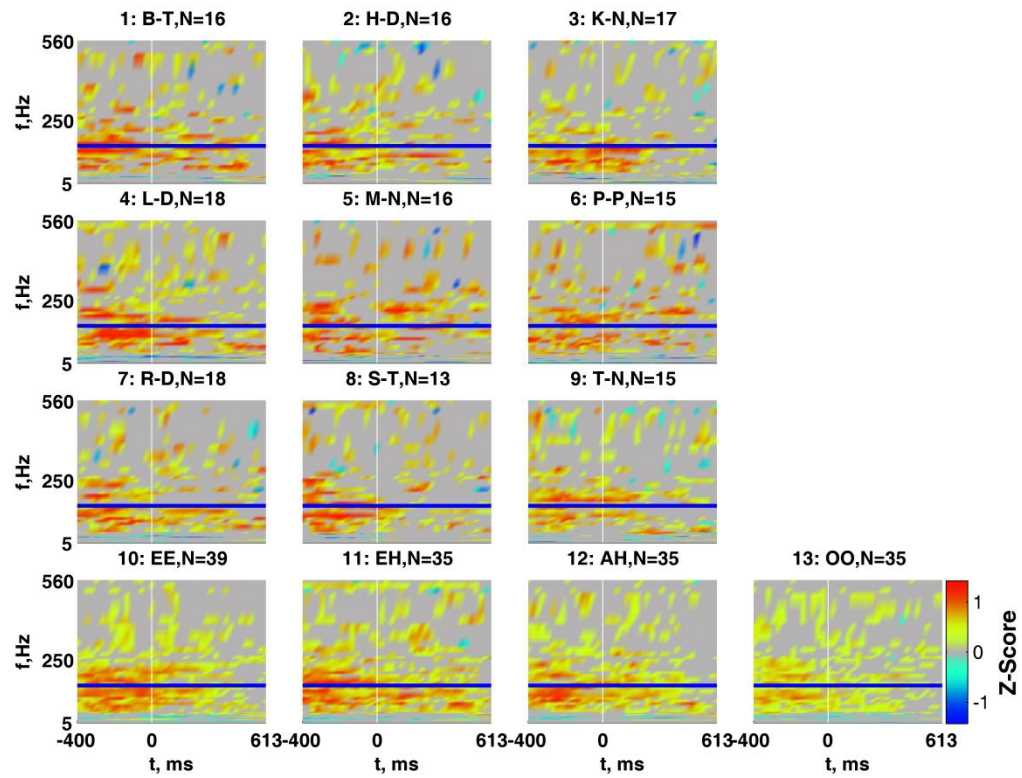 1: B-T,N=16
2: H-D,N=16
3: K-N,N=17
560
250
5
f,Hz
4: L-D,N=18
5: M-N,N=16
6: P-P,N=15
560
250
5
f,Hz
7: R-D,N=18
8: S-T,N=13
9: T-N,N=15
560
250
5
f,Hz
10: EE,N=39
11: EH,N=35
12: AH,N=35
13: OO,N=35
560
250
5
f,Hz
1
0
-1
Z-Score
-400 0 613
-400 0 613
-400 0 613
-400 0 613
t, ms
t, ms
t, ms
t, ms